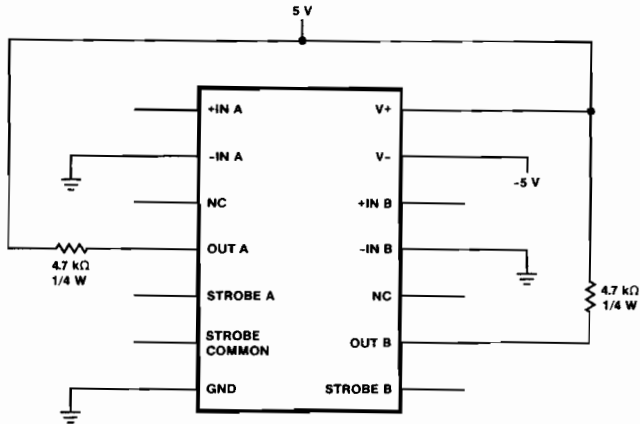 5 V
+IN A
-IN A
NC
OUT A
STROBE A
STROBE
COMMON
GND
V+
V-
+IN B
-IN B
NC
OUT B
STROBE B
-5 V
4.7 kΩ
1/4 W
4.7 kΩ
1/4 W